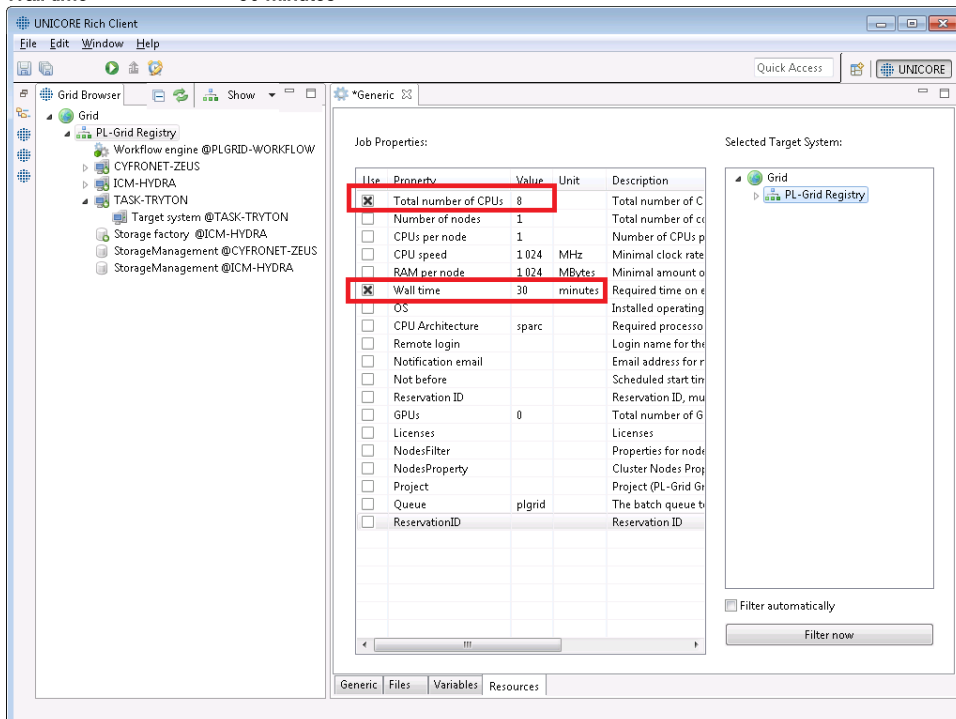 UNICORE Rich Client
File Edit Window Help
Quick Access
UNICORE
Grid Browser
Show
*Generic
Grid
PL-Grid Registry
Workflow engine @PLGRID-WORKFLOW
CYFRONET-ZEUS
ICM-HYDRA
TASK-TRYTON
Target system @TASK-TRYTON
Storage factory @ICM-HYDRA
StorageManagement @CYFRONET-ZEUS
StorageManagement @ICM-HYDRA
Job Properties:
Use Property Value Unit Description
Total number of CPUs 8 Total number of C
Number of nodes 1 Total number of co
CPUs per node 1 Number of CPUs p
CPU speed 1 024 MHz Minimal clock rate
RAM per node 1 024 MBytes Minimal amount o
Wall time 30 minutes Required time on e
OS Installed operating
CPU Architecture sparc Required processo
Remote login Login name for the
Notification email Email address for
Not before Scheduled start tim
Reservation ID Reservation ID, mu
GPUs 0 Total number of G
Licenses Licenses
NodesFilter Properties for node
NodesProperty Cluster Nodes Prop
Project Project (PL-Grid Gr
Queue plgrid The batch queue to
ReservationID Reservation ID
Selected Target System:
Grid
PL-Grid Registry
Filter automatically
Filter now
Generic Files Variables Resources